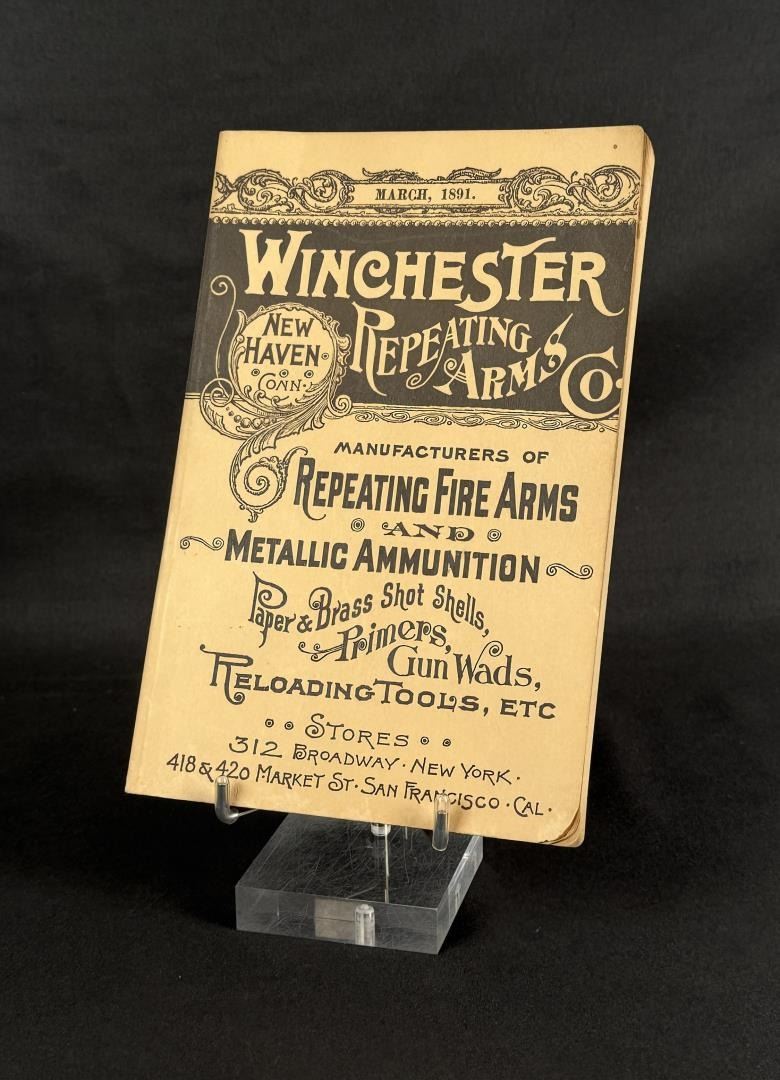 MARCH, 1891.
WINCHESTER
NEW HAVEN CONN.
REPEATING ARMS CO.
MANUFACTURERS OF
REPEATING FIRE ARMS
AND
METALLIC AMMUNITION
Paper & Brass Shot Shells,
Primers,
Gun Wads,
RELOADING TOOLS, ETC
STORES
312 BROADWAY · NEW YORK ·
418 & 420 MARKET ST · SAN FRANCISCO · CAL ·